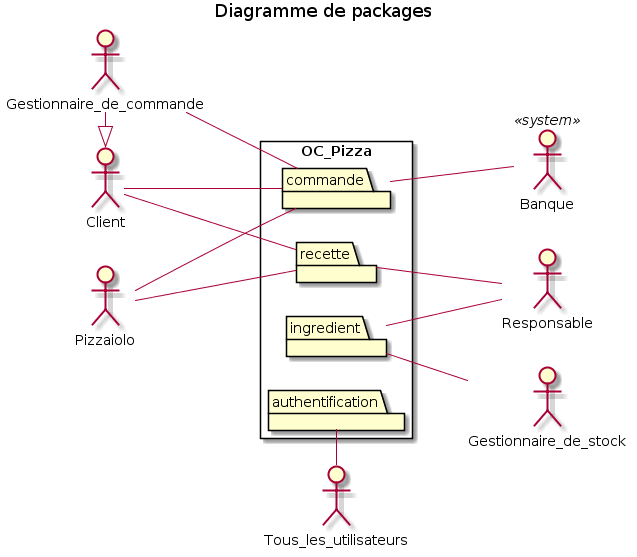 Diagramme de packages
Gestionnaire_de_commande
«system»
OC_Pizza
commande
Banque
Client
recette
ingredient
Responsable
Pizzaiolo
authentification
Gestionnaire_de_stock
Tous_les_utilisateurs